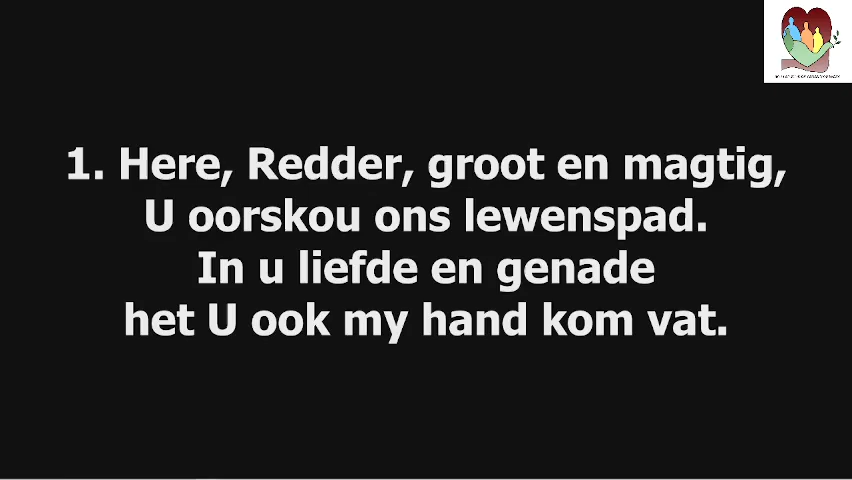 1. Here, Redder, groot en magtig,
U oorskou ons lewenspad.
In u liefde en genade
het U ook my hand kom vat.